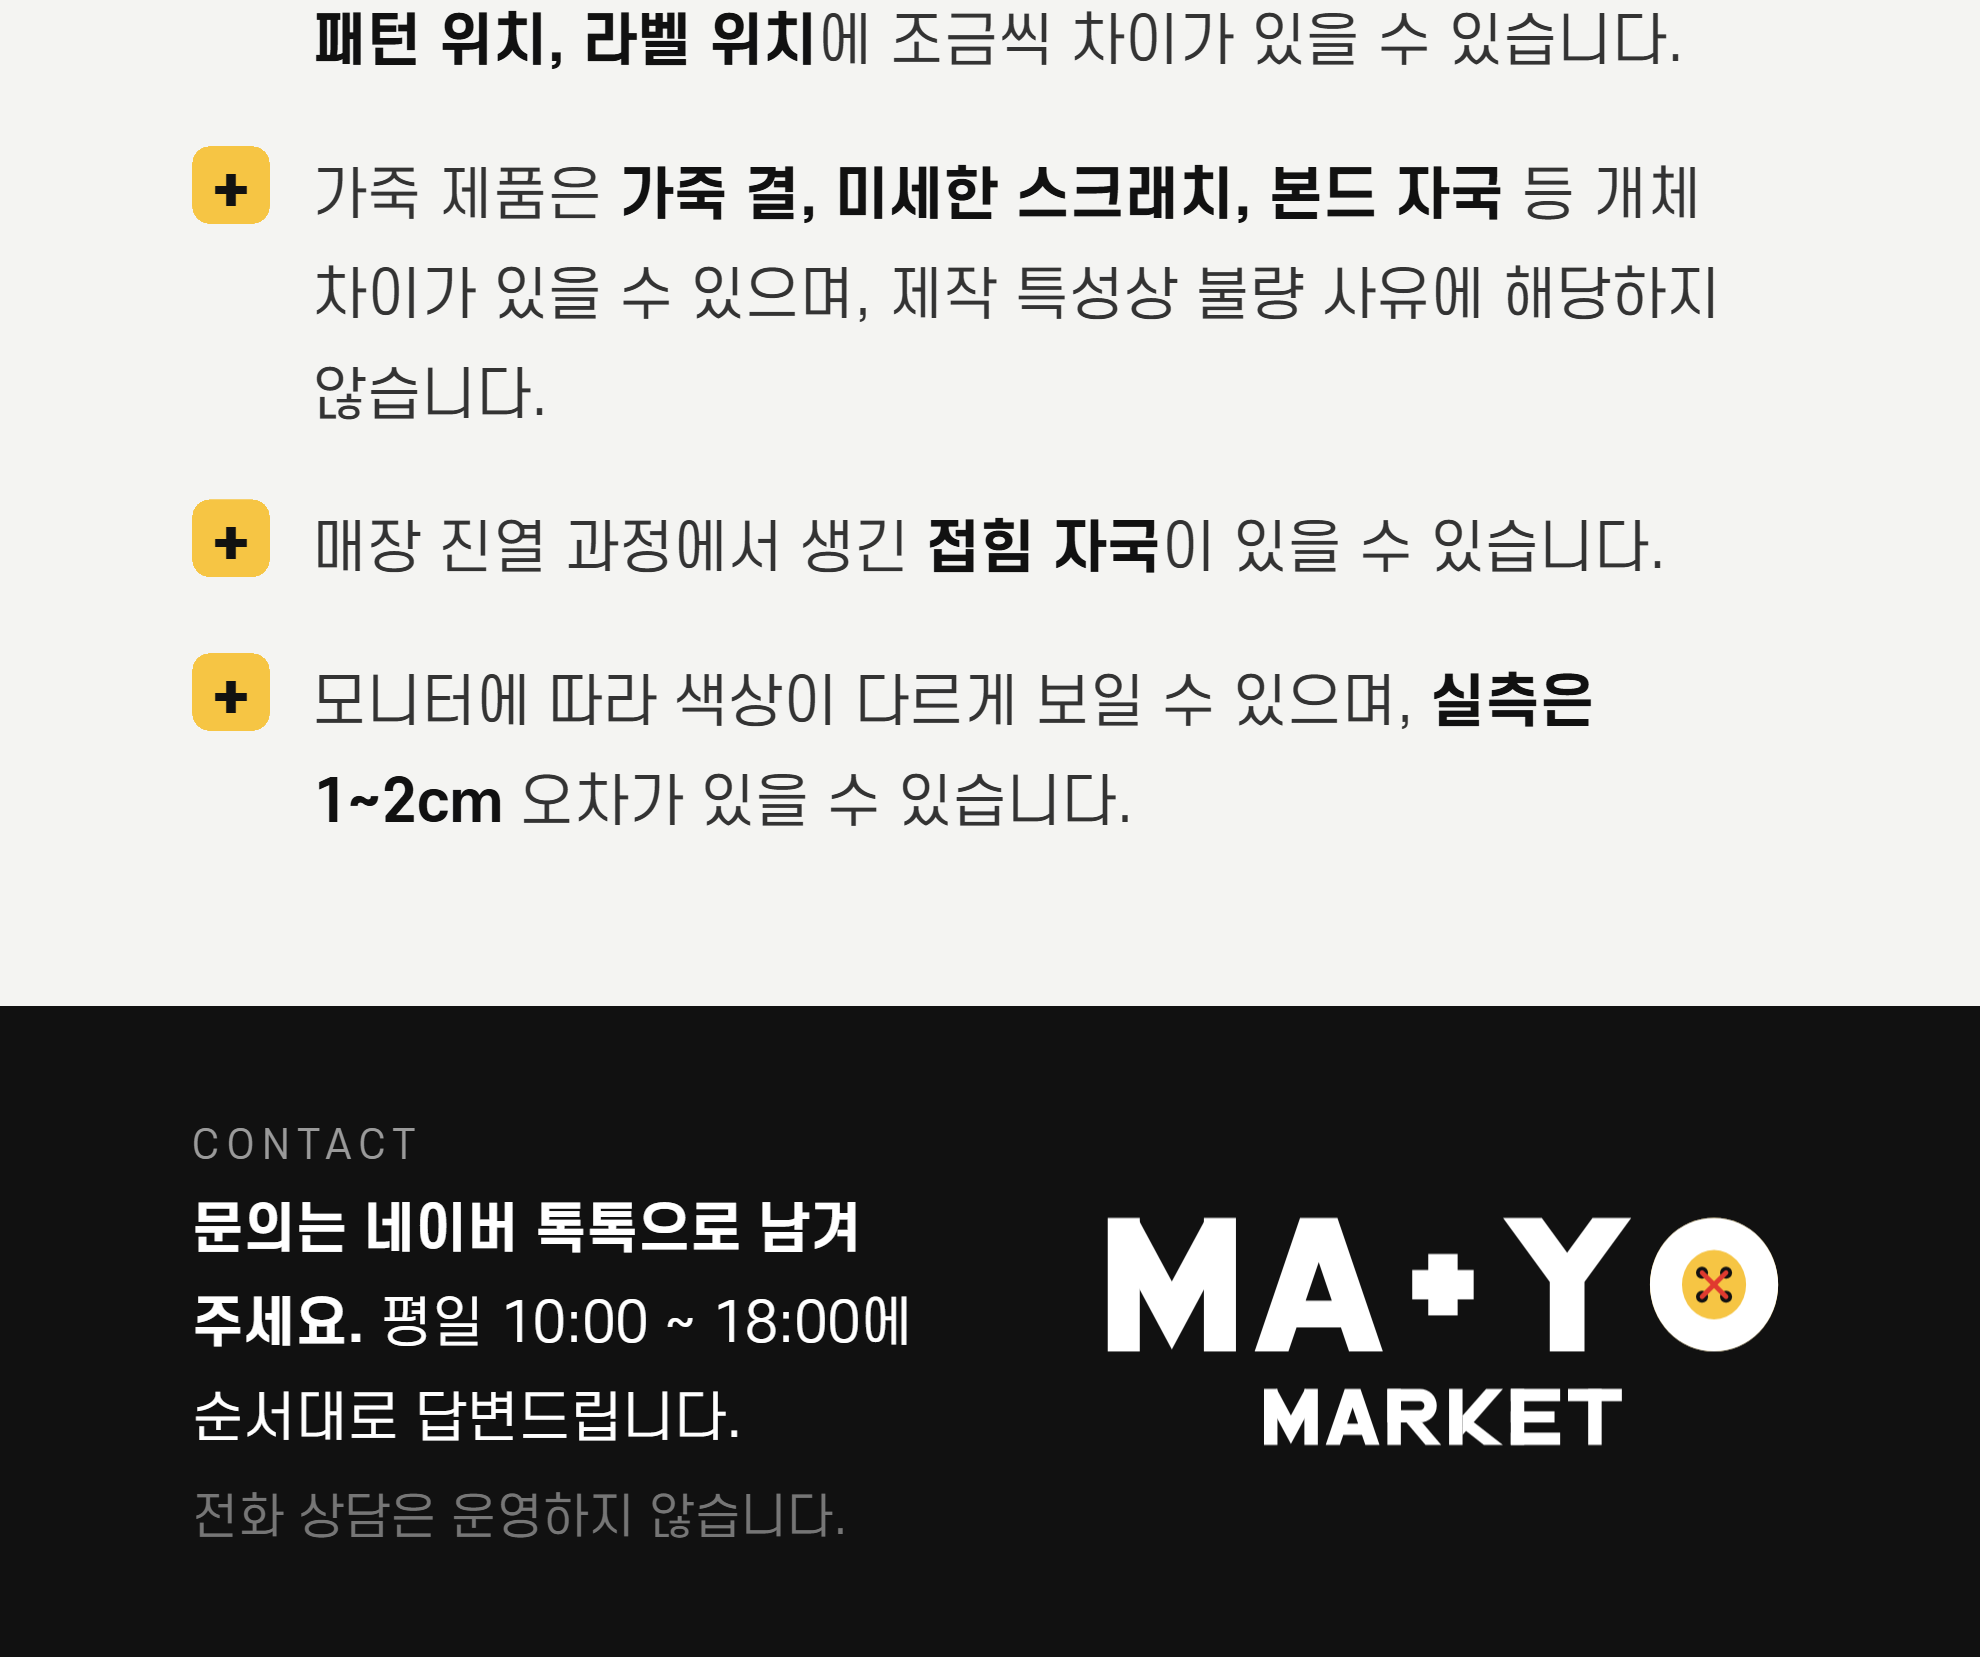 패턴 위치, 라벨 위치에 조금씩 차이가 있을 수 있습니다.
+ 가죽 제품은 가죽 결, 미세한 스크래치, 본드 자국 등 개체
차이가 있을 수 있으며, 제작 특성상 불량 사유에 해당하지
않습니다.
+ 매장 진열 과정에서 생긴 접힘 자국이 있을 수 있습니다.
+ 모니터에 따라 색상이 다르게 보일 수 있으며, 실측은
1~2cm 오차가 있을 수 있습니다.
CONTACT
문의는 네이버 톡톡으로 남겨
주세요. 평일 10:00 ~ 18:00에
순서대로 답변드립니다.
전화 상담은 운영하지 않습니다.
MA+YO
MARKET